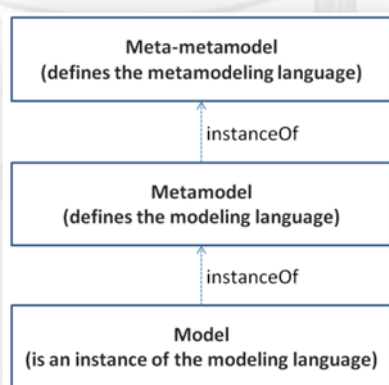 Meta-metamodel
(defines the metamodeling language)
instanceOf
Metamodel
(defines the modeling language)
instanceOf
Model
(is an instance of the modeling language)